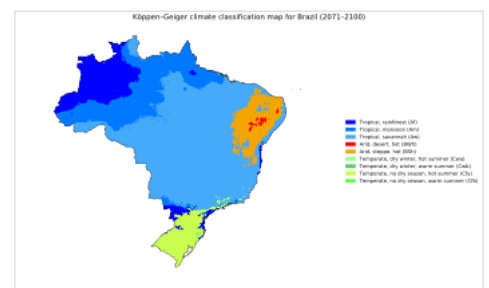 Köppen-Geiger climate classification map for Brazil (2071–2100)
Tropical, rainforest (Af)
Tropical, monsoon (Am)
Tropical, savannah (Aw)
Arid, desert, hot (BWh)
Arid, steppe, hot (BSh)
Temperate, dry winter, hot summer (Cwa)
Temperate, dry winter, warm summer (Cwb)
Temperate, no dry season, hot summer (Cfa)
Temperate, no dry season, warm summer (Cfb)